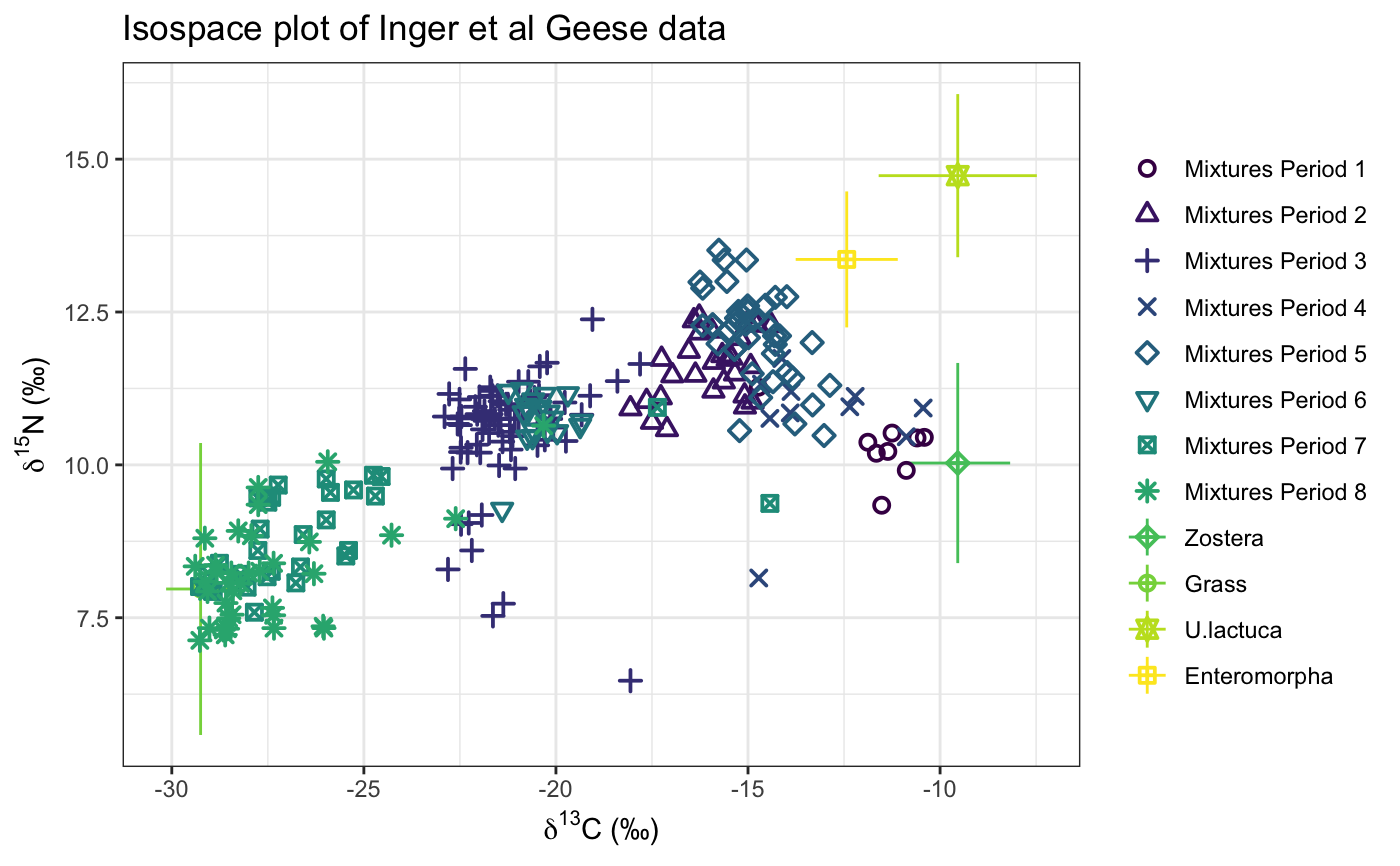 Isospace plot of Inger et al Geese data
δ15N (‰)
15.0
12.5
10.0
7.5
-30
-25
-20
-15
-10
δ13C (‰)
Mixtures Period 1
Mixtures Period 2
Mixtures Period 3
Mixtures Period 4
Mixtures Period 5
Mixtures Period 6
Mixtures Period 7
Mixtures Period 8
Zostera
Grass
U.lactuca
Enteromorpha